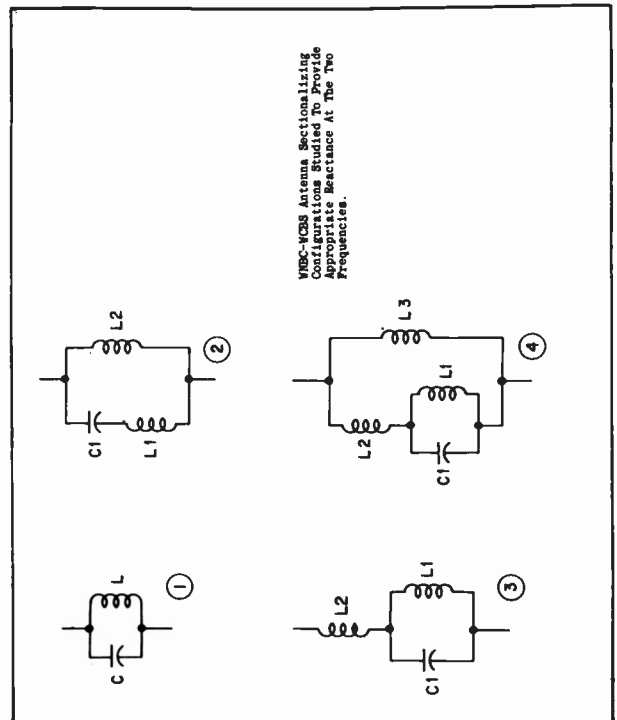 WNBC-WCBS Antenna Sectionalizing
Configurations Studied To Provide
Appropriate Reactance At The Two
Frequencies.
C
L
1
C1
L1
L2
2
L2
C1
L1
3
L2
C1
L1
L3
4